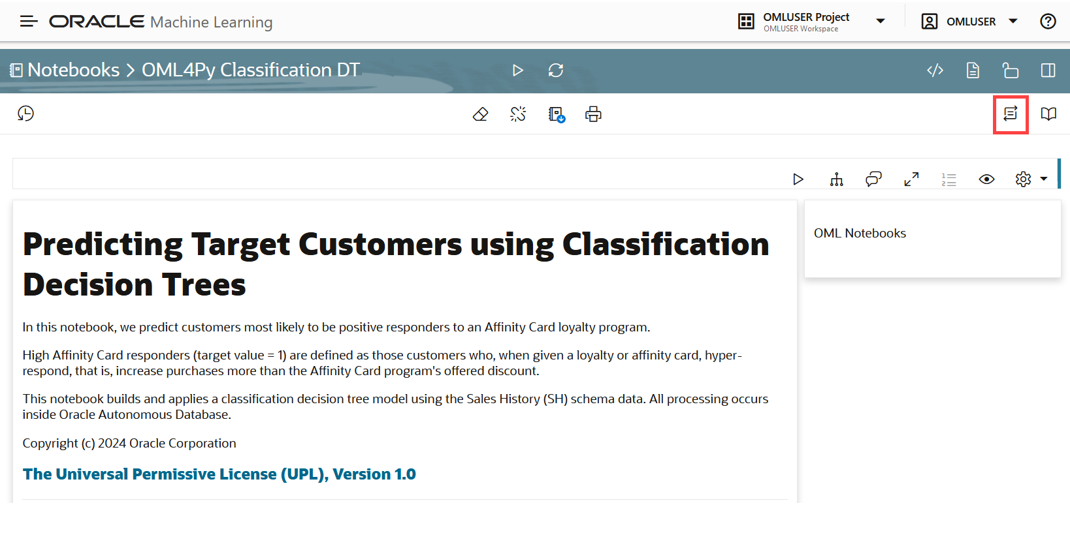 ORACLE Machine Learning
OMLUSER Project
OMLUSER Workspace
OMLUSER
Notebooks > OML4Py Classification DT
Predicting Target Customers using Classification
Decision Trees
In this notebook, we predict customers most likely to be positive responders to an Affinity Card loyalty program.
High Affinity Card responders (target value = 1) are defined as those customers who, when given a loyalty or affinity card, hyper-
respond, that is, increase purchases more than the Affinity Card program's offered discount.
This notebook builds and applies a classification decision tree model using the Sales History (SH) schema data. All processing occurs
inside Oracle Autonomous Database.
Copyright (c) 2024 Oracle Corporation
The Universal Permissive License (UPL), Version 1.0
OML Notebooks